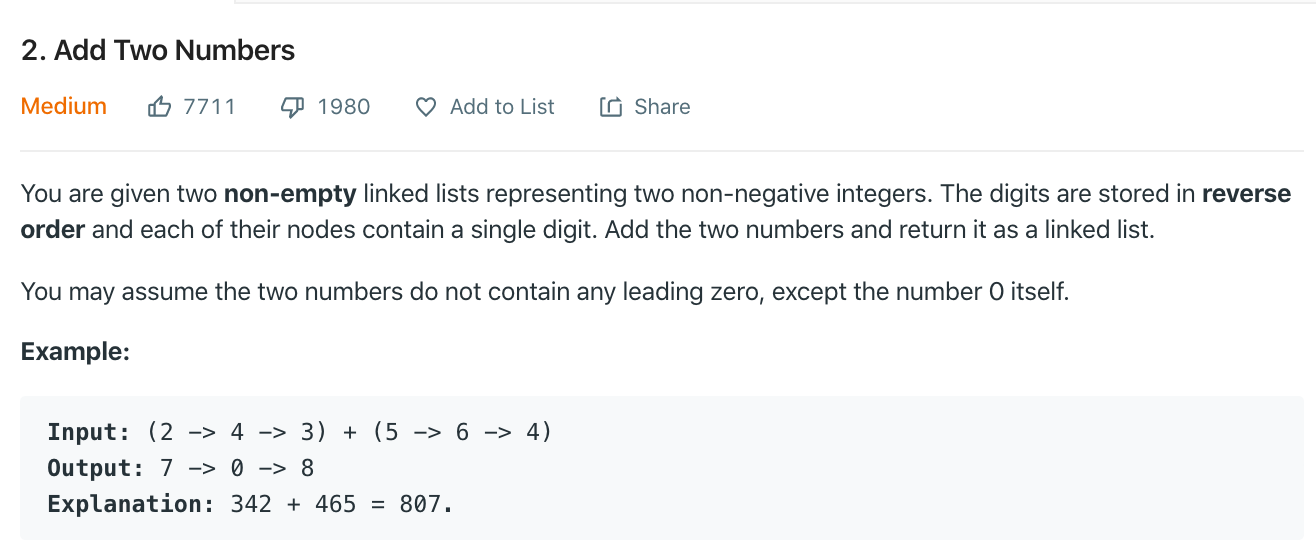 2. Add Two Numbers
Medium 7711 1980 Add to List Share
You are given two non-empty linked lists representing two non-negative integers. The digits are stored in reverse
order and each of their nodes contain a single digit. Add the two numbers and return it as a linked list.
You may assume the two numbers do not contain any leading zero, except the number 0 itself.
Example:
Input: (2 -> 4 -> 3) + (5 -> 6 -> 4)
Output: 7 -> 0 -> 8
Explanation: 342 + 465 = 807.